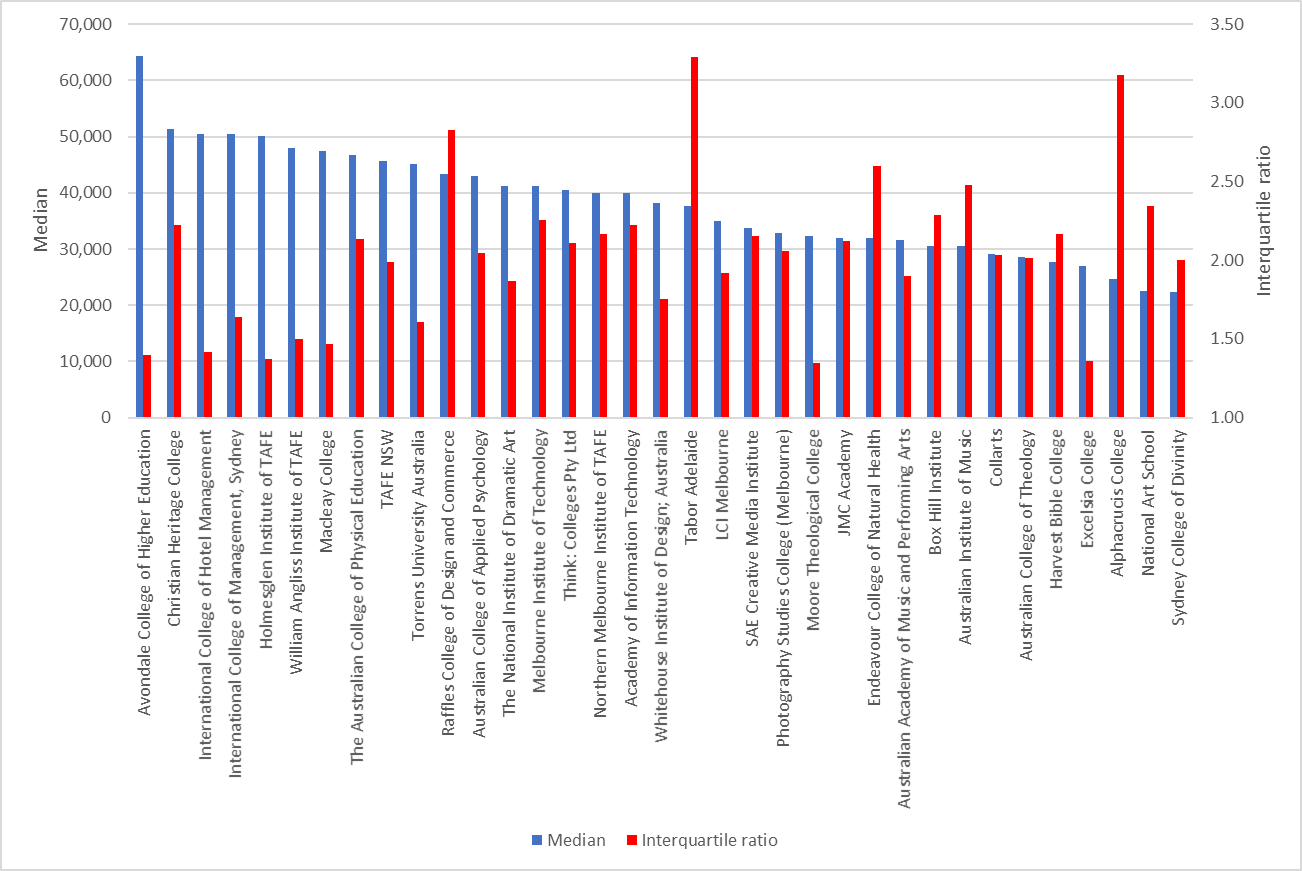 70,000
60,000
50,000
40,000
30,000
20,000
10,000
0
Median
3.50
3.00
2.50
2.00
1.50
1.00
Interquartile ratio
Avondale College of Higher Education
Christian Heritage College
International College of Hotel Management
International College of Management, Sydney
Holmesglen Institute of TAFE
William Angliss Institute of TAFE
Macleay College
The Australian College of Physical Education
TAFE NSW
Torrens University Australia
Raffles College of Design and Commerce
Australian College of Applied Psychology
The National Institute of Dramatic Art
Melbourne Institute of Technology
Think: Colleges Pty Ltd
Northern Melbourne Institute of TAFE
Academy of Information Technology
Whitehouse Institute of Design; Australia
Tabor Adelaide
LCI Melbourne
SAE Creative Media Institute
Photography Studies College (Melbourne)
Moore Theological College
JMC Academy
Endeavour College of Natural Health
Australian Academy of Music and Performing Arts
Box Hill Institute
Australian Institute of Music
Collarts
Australian College of Theology
Harvest Bible College
Excelsia College
Alphacrucis College
National Art School
Sydney College of Divinity
Median
Interquartile ratio